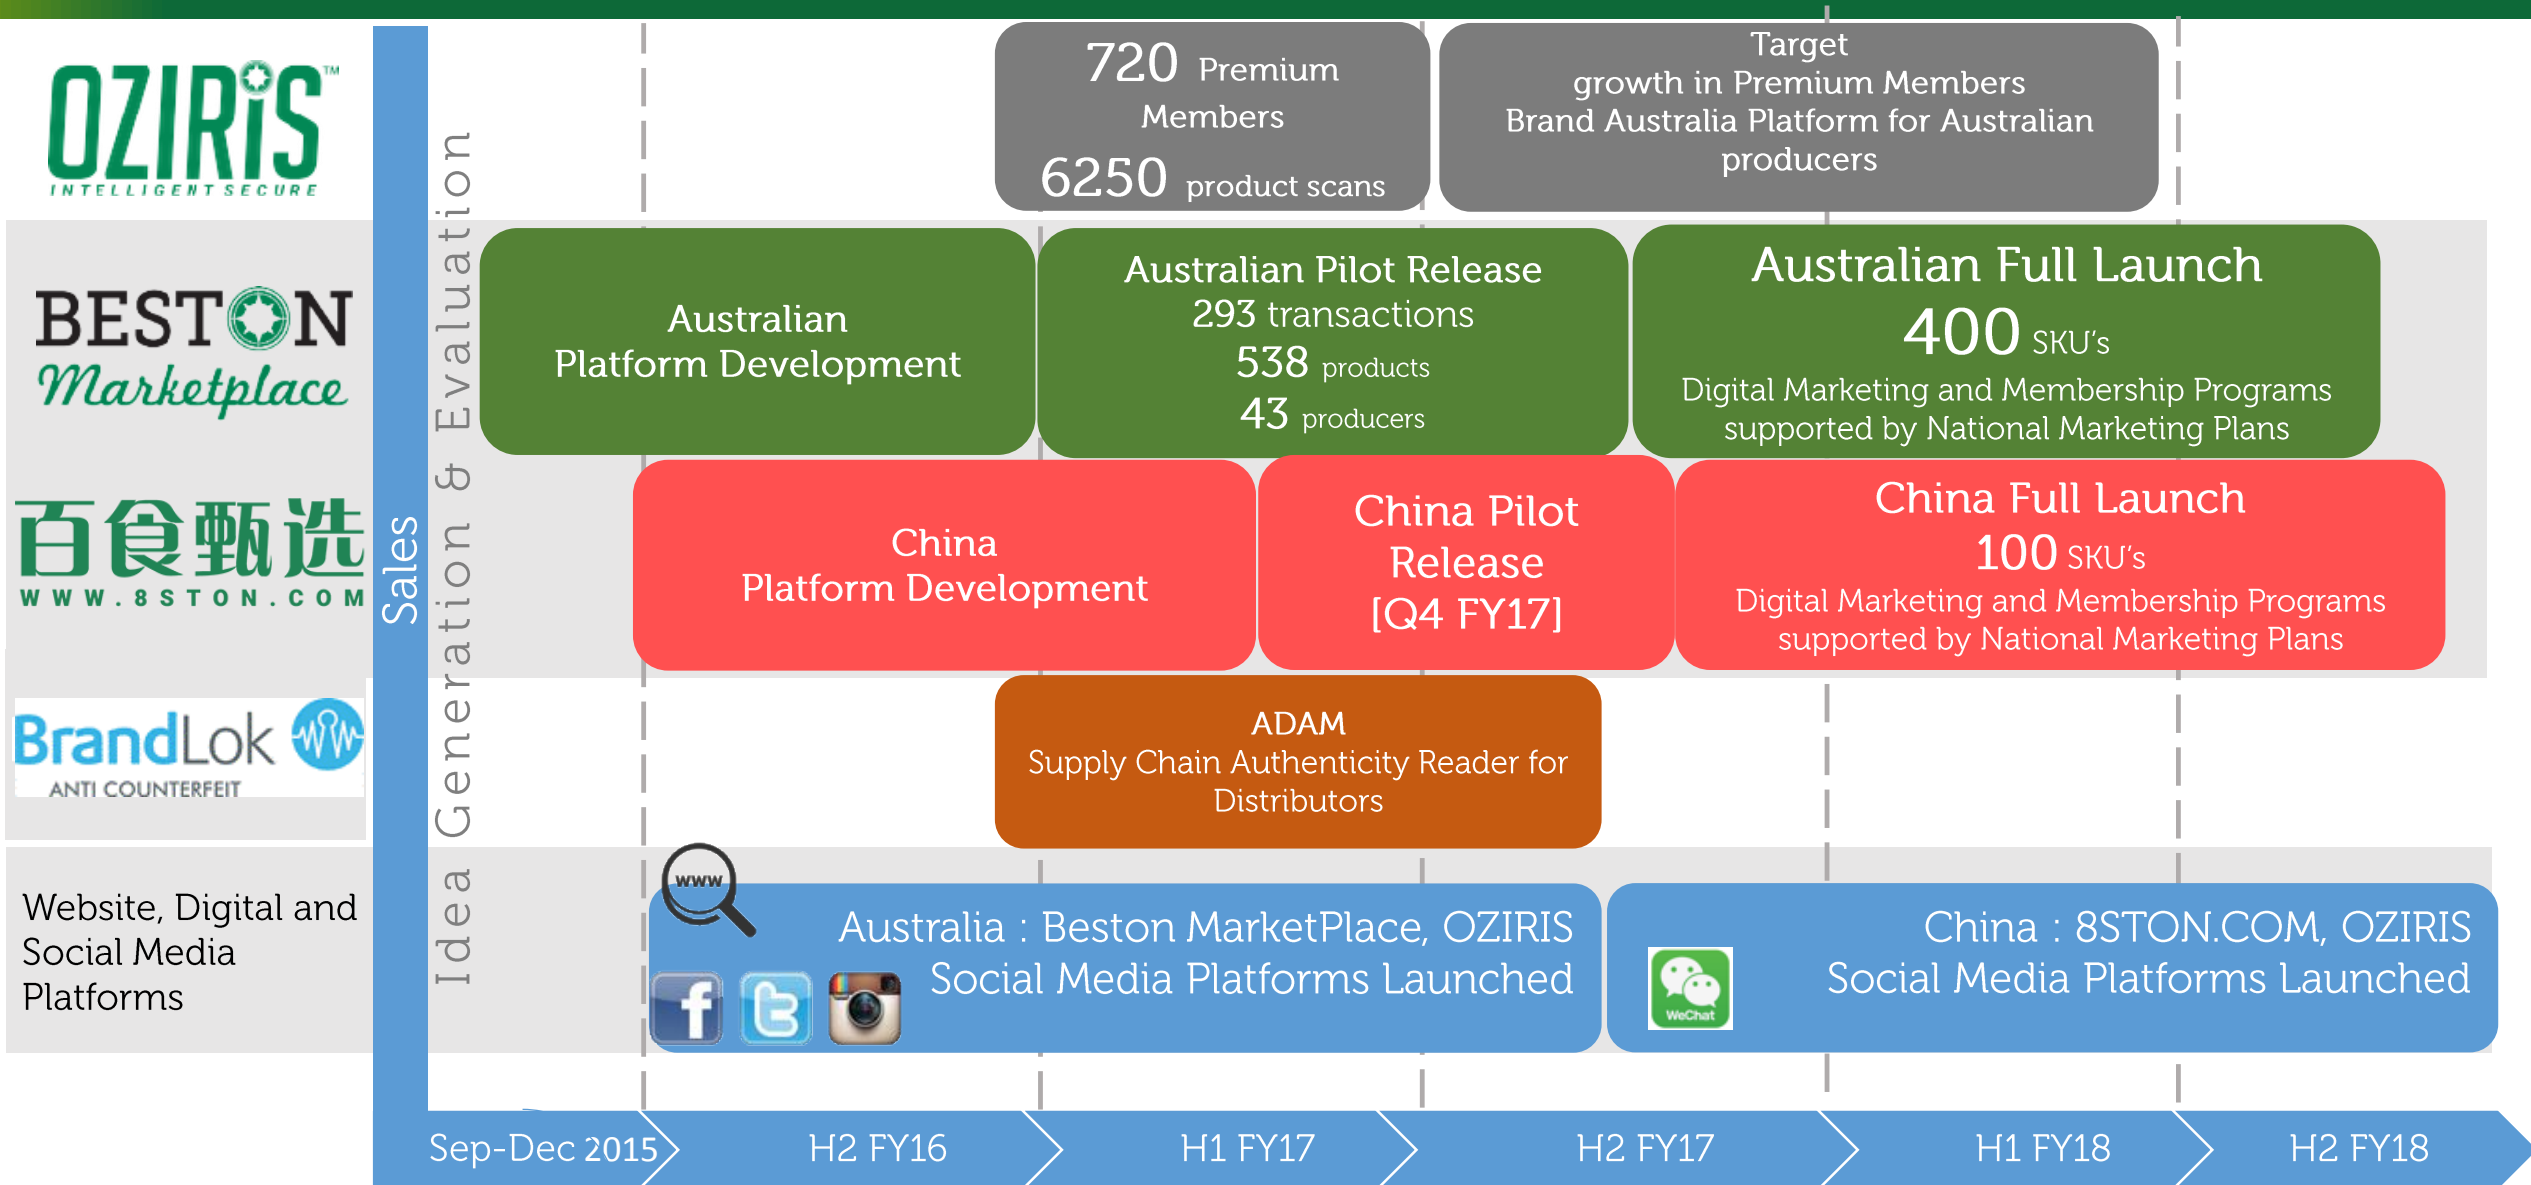 OZIRIS™
INTELLIGENT SECURE
720 Premium
Members
6250 product scans
Target
growth in Premium Members
Brand Australia Platform for Australian
producers
BESTON
Marketplace
Australian
Platform Development
Australian Pilot Release
293 transactions
538 products
43 producers
Australian Full Launch
400 SKU's
Digital Marketing and Membership Programs
supported by National Marketing Plans
百食甄选
WWW.8STON.COM
China
Platform Development
China Pilot
Release
[Q4 FY17]
China Full Launch
100 SKU's
Digital Marketing and Membership Programs
supported by National Marketing Plans
Sales
Idea Generation & Evaluation
BrandLok
ANTI COUNTERFEIT
ADAM
Supply Chain Authenticity Reader for
Distributors
Website, Digital and
Social Media
Platforms
www
Australia : Beston MarketPlace, OZIRIS
Social Media Platforms Launched
WeChat
China : 8STON.COM, OZIRIS
Social Media Platforms Launched
Sep-Dec 2015
H2 FY16
H1 FY17
H2 FY17
H1 FY18
H2 FY18